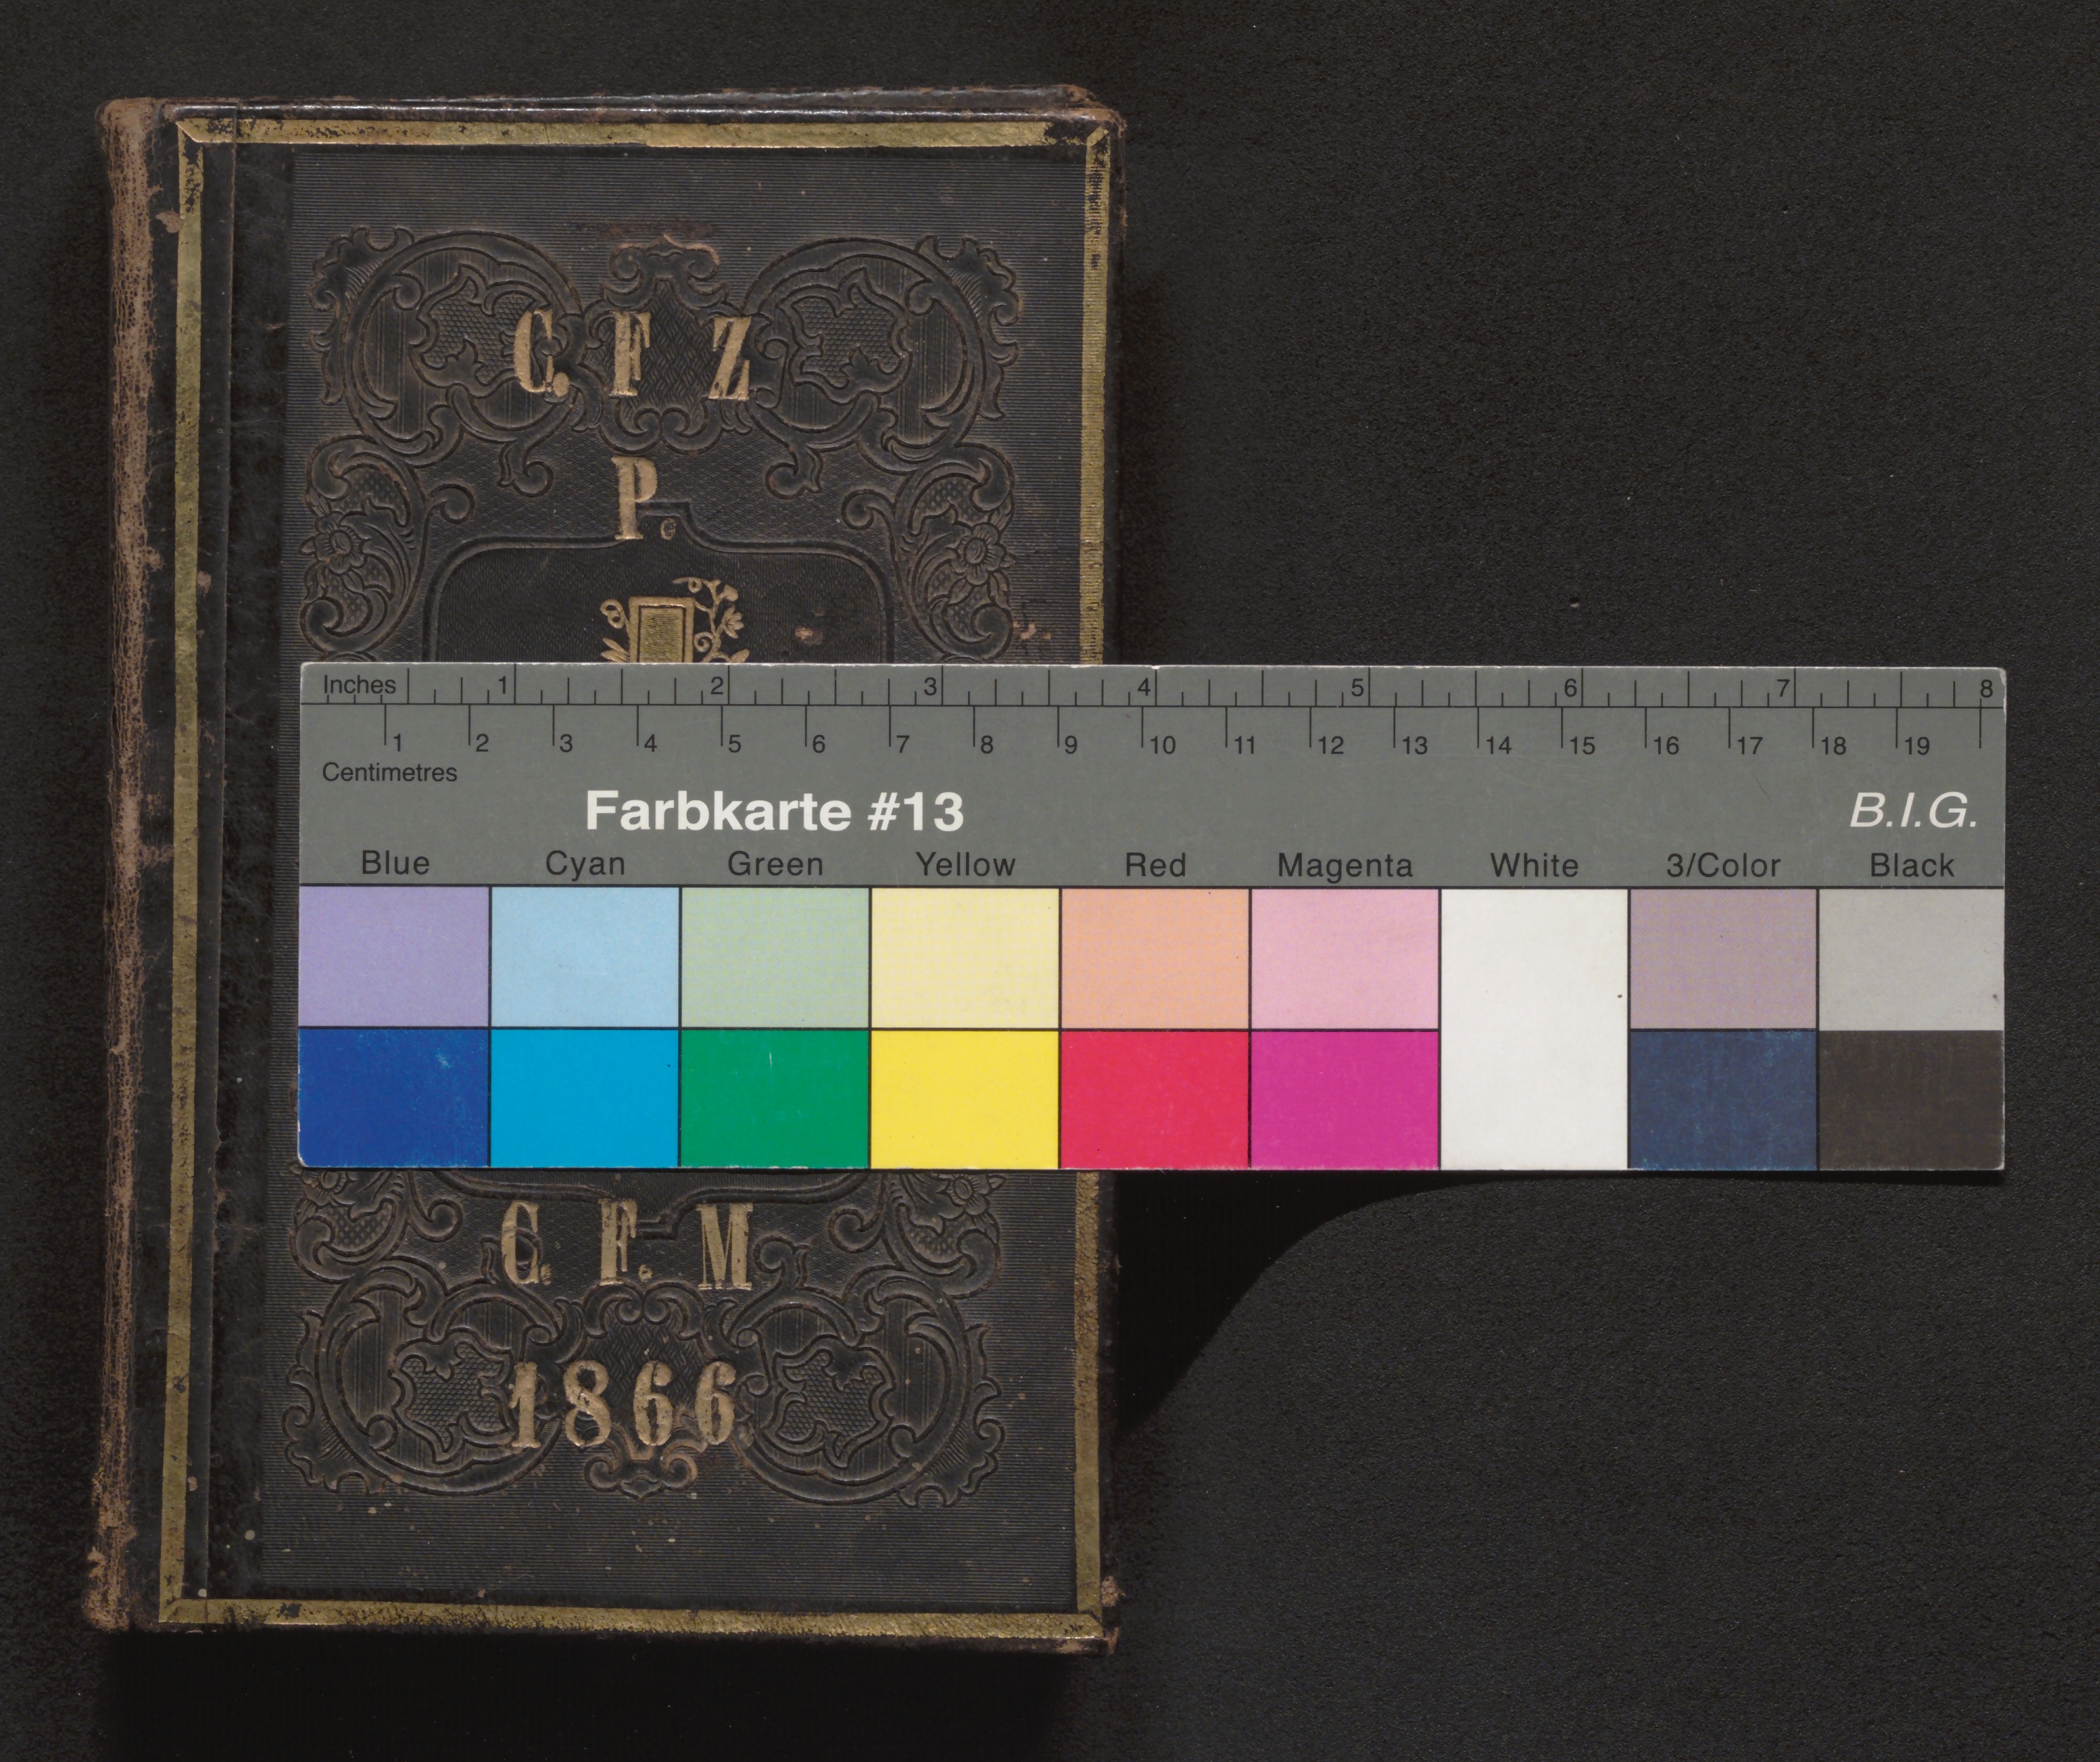 C. F Z
P.
Inches 1 2 3 4 5 6 7 8
1 2 3 4 5 6 7 8 9 10 11 12 13 14 15 16 17 18 19
Centimetres
Farbkarte #13 B.I.G.
Blue Cyan Green Yellow Red Magenta White 3/Color Black
C. F. M
1866